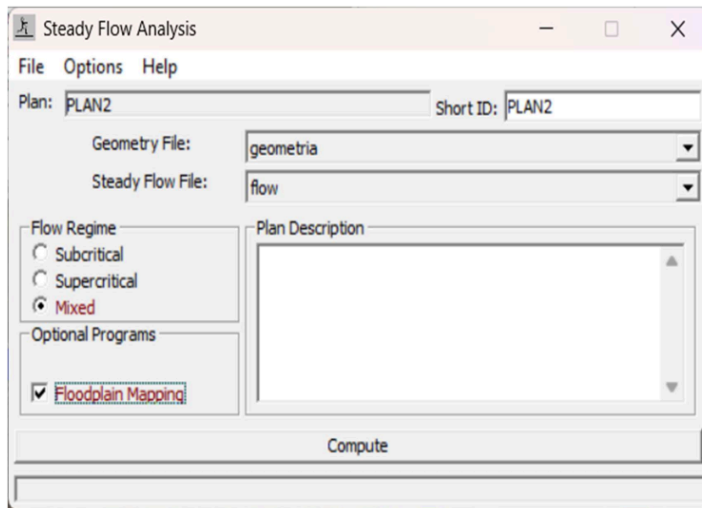 Steady Flow Analysis
File Options Help
Plan: PLAN2 Short ID: PLAN2
Geometry File: geometria
Steady Flow File: flow
Flow Regime
Subcritical
Supercritical
Mixed
Optional Programs
Floodplain Mapping
Plan Description
Compute